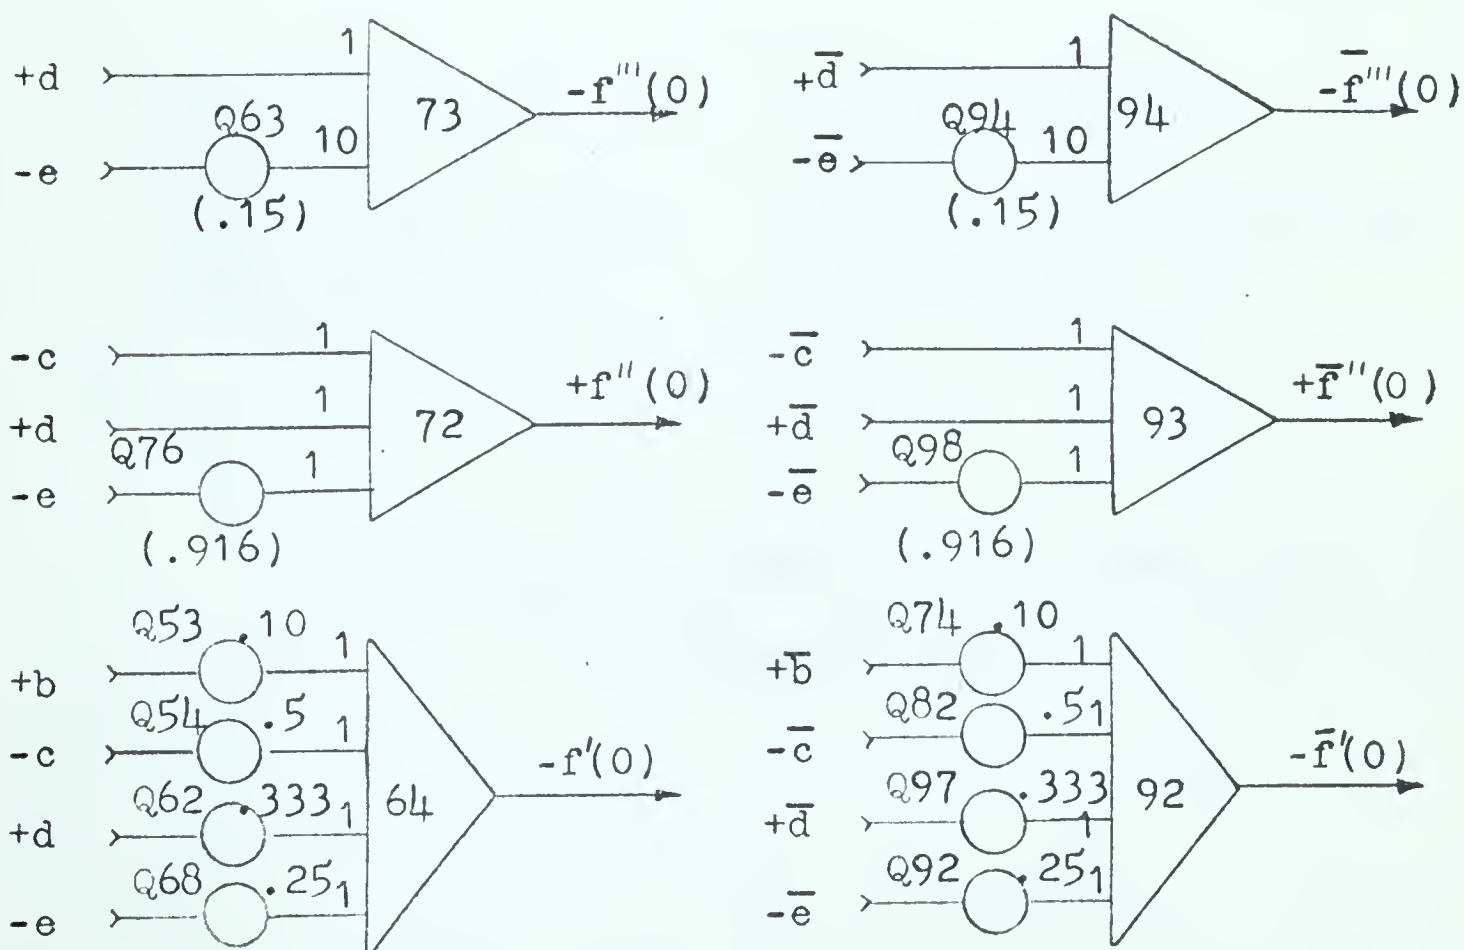 +d 1 73 -f'''(0)
Q63 10
-e
(.15)
+d̅ 1 94 -f̅'''(0)
Q94 10
-e̅
(.15)
-c 1
+d 1 72 +f''(0)
Q76 1
-e
(.916)
-c̅ 1
+d̅ 1 93 +f̅''(0)
Q98 1
-e̅
(.916)
Q53 .10 1
+b
Q54 .5 1
-c
Q62 .333 1 64 -f'(0)
+d
Q68 .25 1
-e
Q74 .10 1
+b̅
Q82 .5 1
-c̅
Q97 .333 1 92 -f̅'(0)
+d̅
Q92 .25 1
-e̅